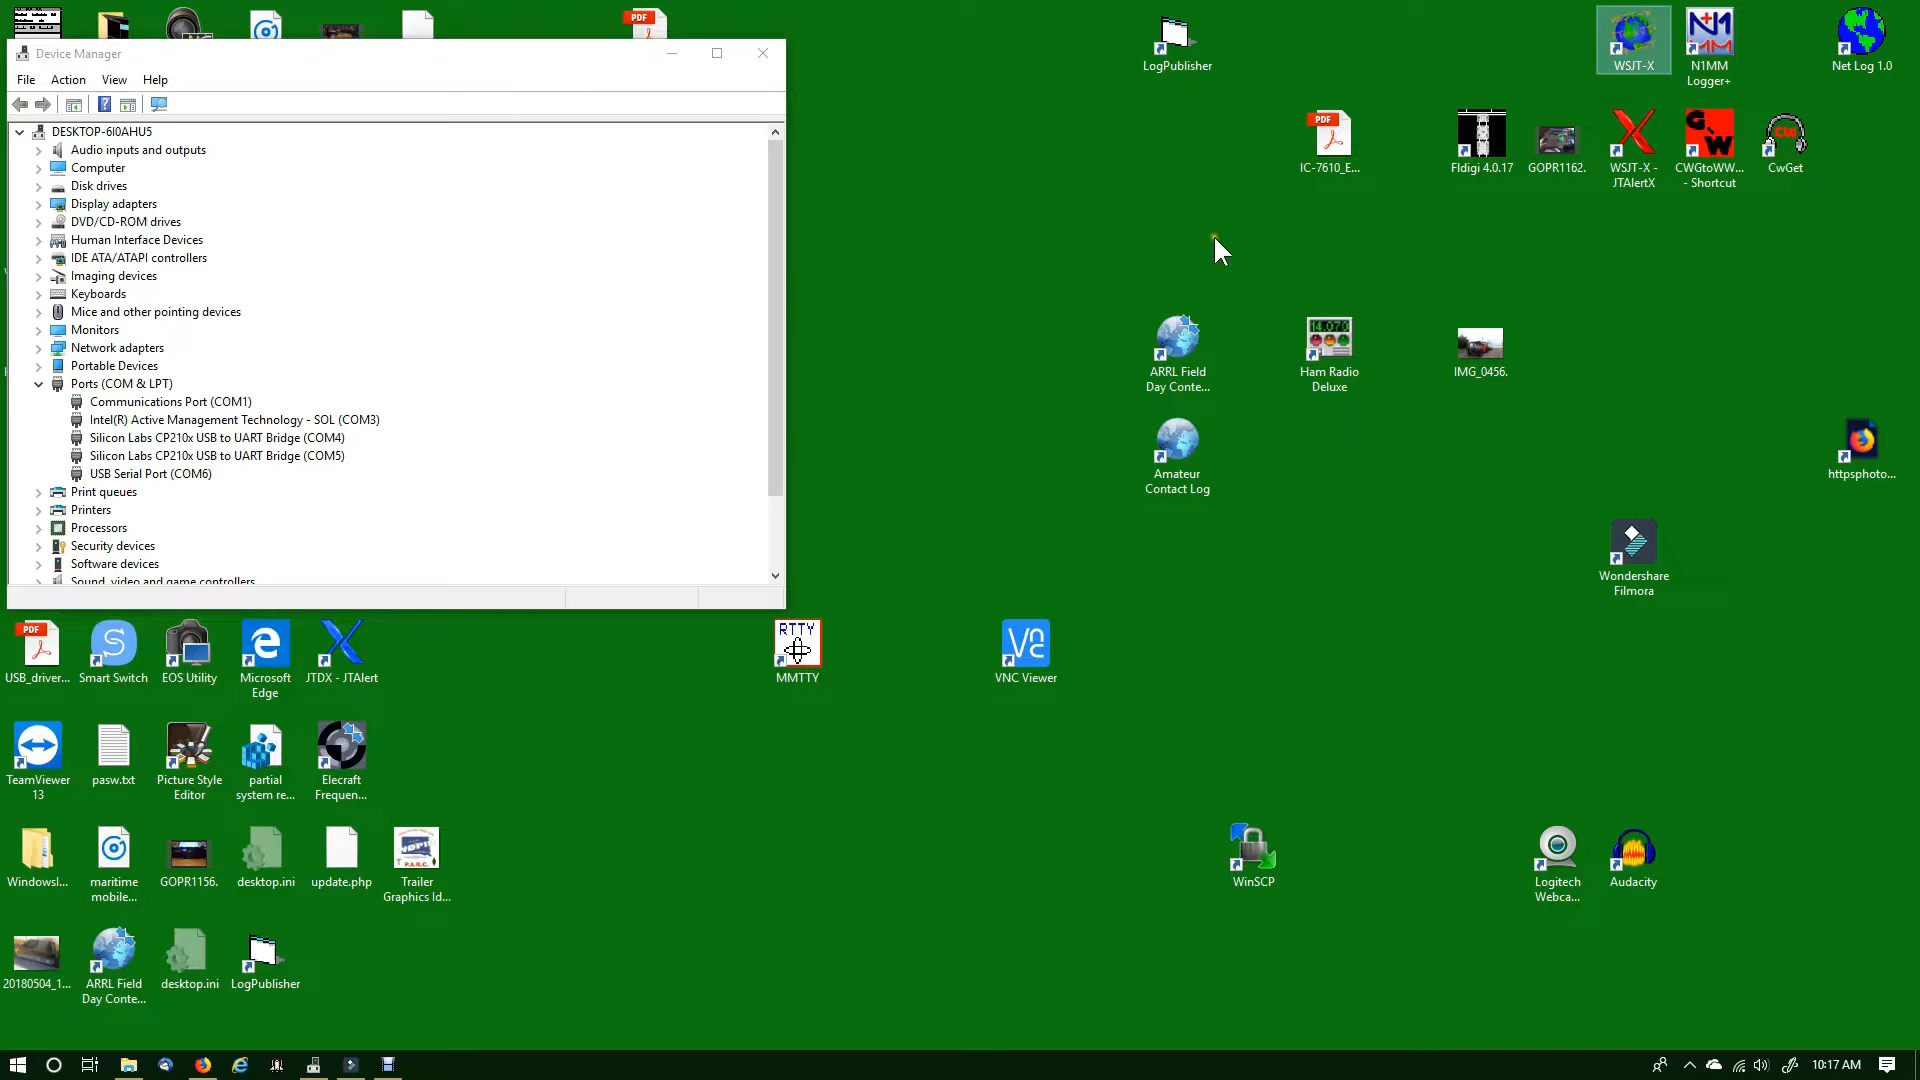 Device Manager
File Action View Help
DESKTOP-6I0AHU5
Audio inputs and outputs
Computer
Disk drives
Display adapters
DVD/CD-ROM drives
Human Interface Devices
IDE ATA/ATAPI controllers
Imaging devices
Keyboards
Mice and other pointing devices
Monitors
Network adapters
Portable Devices
Ports (COM & LPT)
Communications Port (COM1)
Intel(R) Active Management Technology - SOL (COM3)
Silicon Labs CP210x USB to UART Bridge (COM4)
Silicon Labs CP210x USB to UART Bridge (COM5)
USB Serial Port (COM6)
Print queues
Printers
Processors
Security devices
Software devices
Sound, video and game controllers
PDF
LogPublisher
WSJT-X
N1MM
Logger+
Net Log 1.0
PDF
IC-7610_E...
Fldigi 4.0.17
GOPR1162.
WSJT-X -
JTAlertX
CWGtoWW...
- Shortcut
CW
CwGet
ARRL Field
Day Conte...
14.070
Ham Radio
Deluxe
IMG_0456.
Amateur
Contact Log
httpsphoto...
Wondershare
Filmora
PDF
USB_driver...
Smart Switch
EOS Utility
Microsoft
Edge
JTDX - JTAlert
RTTY
MMTTY
VNC Viewer
TeamViewer
13
pasw.txt
Picture Style
Editor
partial
system re...
Elecraft
Frequen...
Windowsl...
maritime
mobile...
GOPR1156.
desktop.ini
update.php
P.A.R.C.
Trailer
Graphics Id...
WinSCP
Logitech
Webca...
Audacity
20180504_1...
ARRL Field
Day Conte...
desktop.ini
LogPublisher
10:17 AM